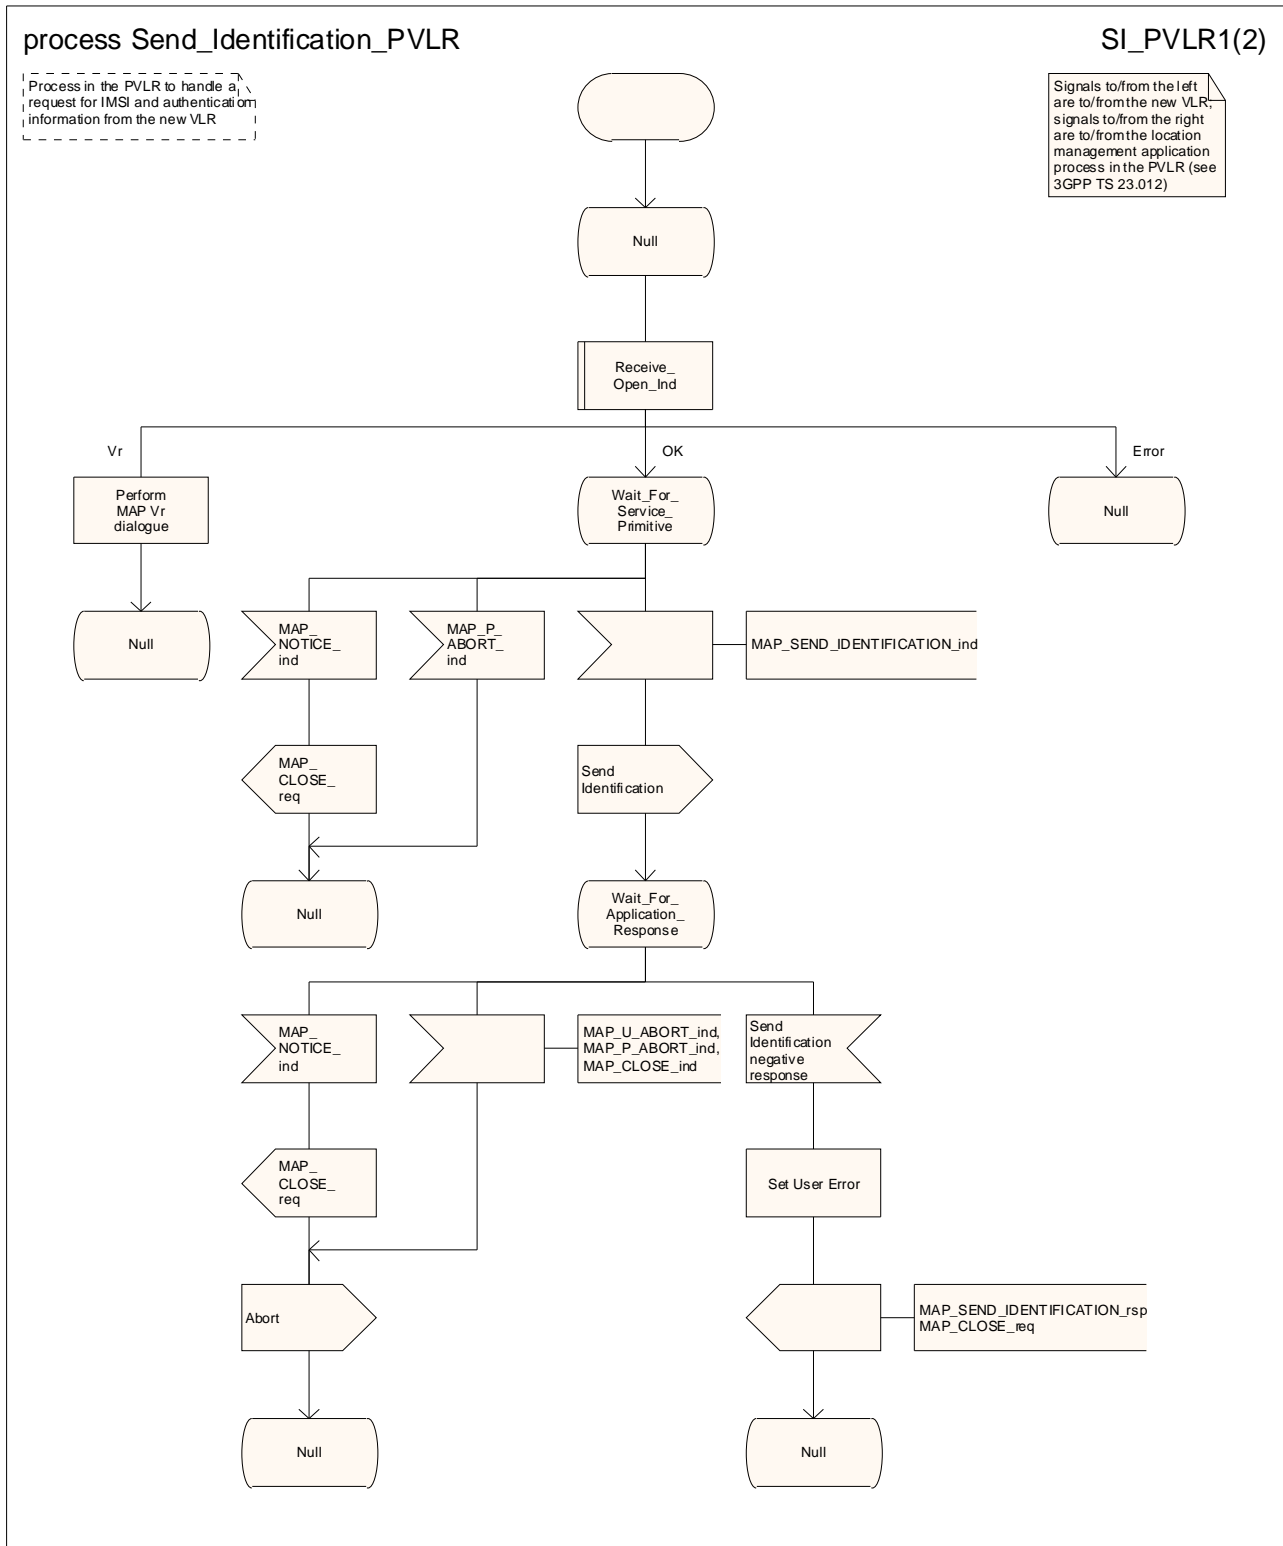 process Send_Identification_PVLR
SI_PVLR1(2)
Process in the PVLR to handle a
request for IMSI and authentication
information from the new VLR
Signals to/from the left
are to/from the new VLR;
signals to/from the right
are to/from the location
management application
process in the PVLR (see
3GPP TS 23.012)
Null
Receive_
Open_Ind
Vr
OK
Error
Perform
MAP Vr
dialogue
Wait_For_
Service_
Primitive
Null
Null
MAP_
NOTICE_
ind
MAP_P_
ABORT_
ind
MAP_SEND_IDENTIFICATION_ind
MAP_
CLOSE_
req
Send
Identification
Null
Wait_For_
Application_
Response
MAP_
NOTICE_
ind
MAP_U_ABORT_ind,
MAP_P_ABORT_ind,
MAP_CLOSE_ind
Send
Identification
negative
response
MAP_
CLOSE_
req
Set User Error
Abort
MAP_SEND_IDENTIFICATION_rsp
MAP_CLOSE_req
Null
Null